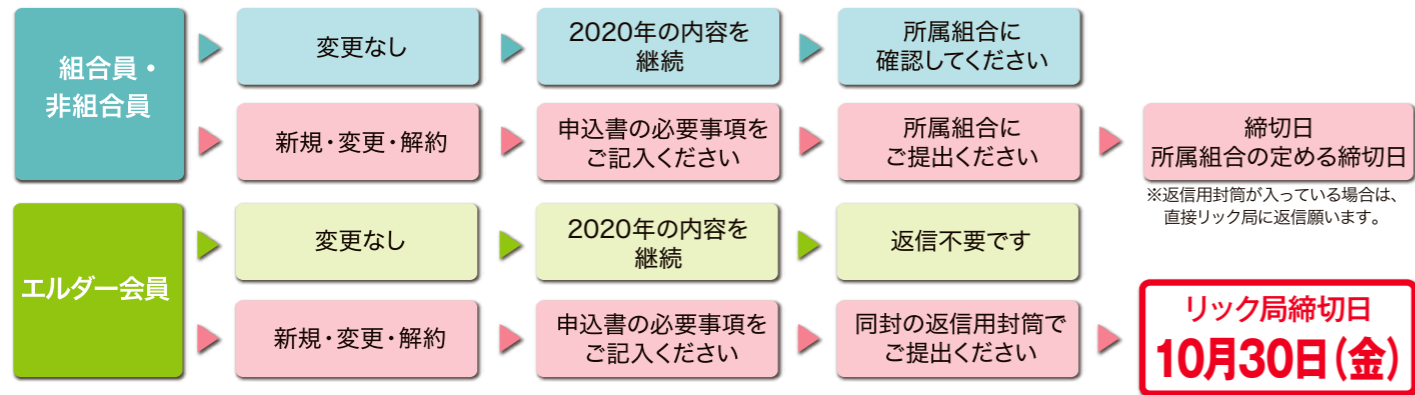 組合員・
非組合員
変更なし
2020年の内容を
継続
所属組合に
確認してください
新規・変更・解約
申込書の必要事項を
ご記入ください
所属組合に
ご提出ください
締切日
所属組合の定める締切日
※返信用封筒が入っている場合は、
直接リック局に返信願います。
エルダー会員
変更なし
2020年の内容を
継続
返信不要です
新規・変更・解約
申込書の必要事項を
ご記入ください
同封の返信用封筒で
ご提出ください
リック局締切日
10月30日(金)